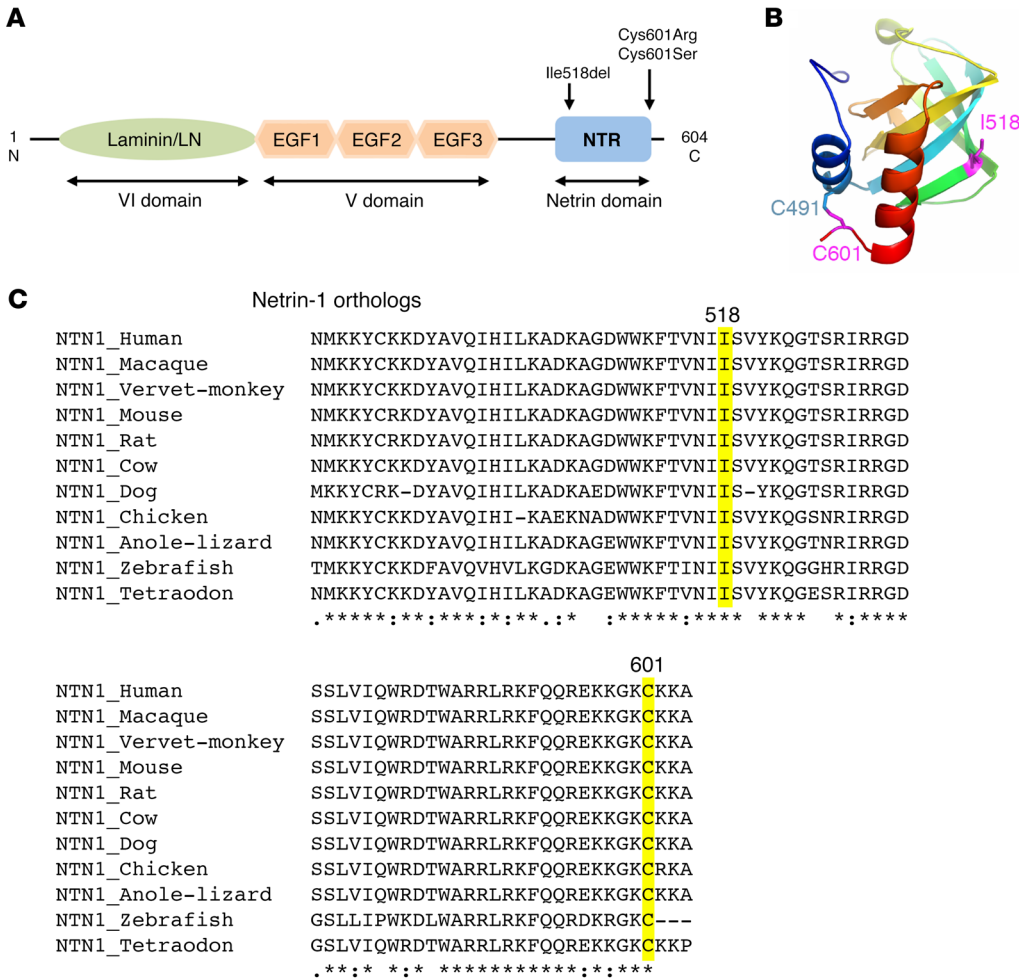 A
Cys601Arg
Cys601Ser
Ile518del
1
N
Laminin/LN
EGF1
EGF2
EGF3
NTR
604
C
VI domain
V domain
Netrin domain
B
I518
C491
C601
C
Netrin-1 orthologs
518
NTN1_Human NMKKYCKKDYAVQIHILKADKAGDWWKFTVNIISVYKQGTSRIRRGD
NTN1_Macaque NMKKYCKKDYAVQIHILKADKAGDWWKFTVNIISVYKQGTSRIRRGD
NTN1_Vervet-monkey NMKKYCKKDYAVQIHILKADKAGDWWKFTVNIISVYKQGTSRIRRGD
NTN1_Mouse NMKKYCRKDYAVQIHILKADKAGDWWKFTVNIISVYKQGTSRIRRGD
NTN1_Rat NMKKYCRKDYAVQIHILKADKAGDWWKFTVNIISVYKQGTSRIRRGD
NTN1_Cow NMKKYCKKDYAVQIHILKADKAGDWWKFTVNIISVYKQGTSRIRRGD
NTN1_Dog MKKYCRK-DYAVQIHILKADKAEDWWKFTVNIIS-YKQGTSRIRRGD
NTN1_Chicken NMKKYCKKDYAVQIHI-KAEKNADWWKFTVNIISVYKQGSNRIRRGD
NTN1_Anole-lizard NMKKYCKKDYAVQIHILKADKAGEWWKFTVNIISVYKQGTNRIRRGD
NTN1_Zebrafish TMKKYCKKDFAVQVHVLKGDKAGEWWKFTINIISVYKQGGHRIRRGD
NTN1_Tetraodon NMKKYCKKDYAVQIHILKADKAGEWWKFTVNIISVYKQGESRIRRGD
.*****:**:***:*:**.:*  :*****:**** ****  *:****
601
NTN1_Human SSLVIQWRDTWARRLRKFQQREKKGKCKKA
NTN1_Macaque SSLVIQWRDTWARRLRKFQQREKKGKCKKA
NTN1_Vervet-monkey SSLVIQWRDTWARRLRKFQQREKKGKCKKA
NTN1_Mouse SSLVIQWRDTWARRLRKFQQREKKGKCKKA
NTN1_Rat SSLVIQWRDTWARRLRKFQQREKKGKCKKA
NTN1_Cow SSLVIQWRDTWARRLRKFQQREKKGKCKKA
NTN1_Dog SSLVIQWRDTWARRLRKFQQREKKGKCKKA
NTN1_Chicken SSLVIQWRDTWARRLRKFQQREKKGKCRKA
NTN1_Anole-lizard SSLVIQWRDTWARRLRKFQQREKKGKCKKA
NTN1_Zebrafish GSLLIPWKDLWARRLRKFQQRDKRGKC---
NTN1_Tetraodon GSLVIQWRDTWARRLRKFQQREKKGKCKKP
.**:* *:* ***********:*:***